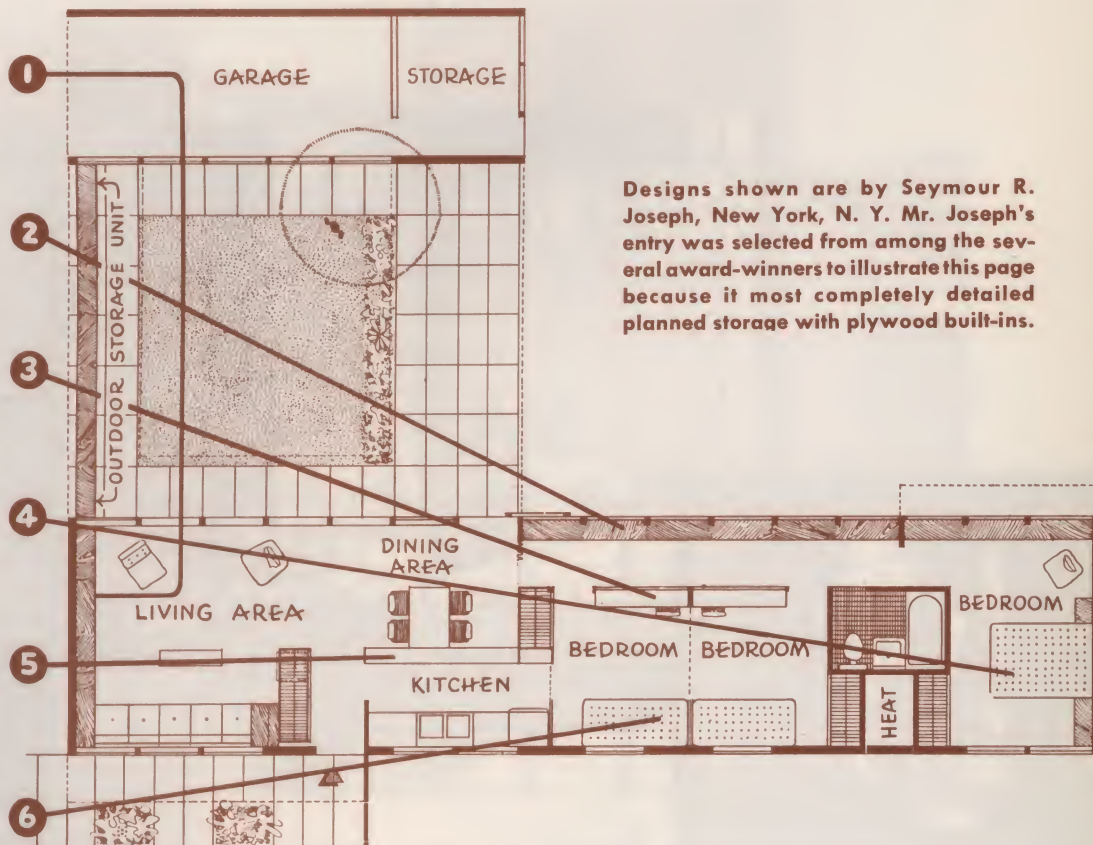 1
GARAGE
STORAGE
Designs shown are by Seymour R.
Joseph, New York, N. Y. Mr. Joseph's
entry was selected from among the sev-
eral award-winners to illustrate this page
because it most completely detailed
planned storage with plywood built-ins.
2
OUTDOOR STORAGE UNIT
3
4
DINING
AREA
LIVING AREA
BEDROOM
5
BEDROOM
BEDROOM
KITCHEN
HEAT
6